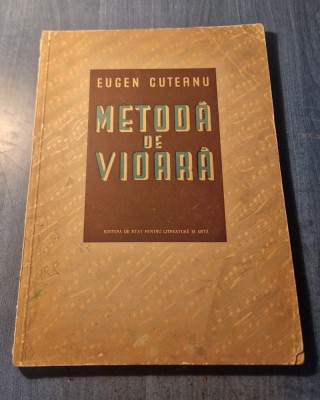 EUGEN CUTEANU
METODĂ
DE
VIOARĂ
EDITURA DE STAT PENTRU LITERATURĂ ȘI ARTĂ